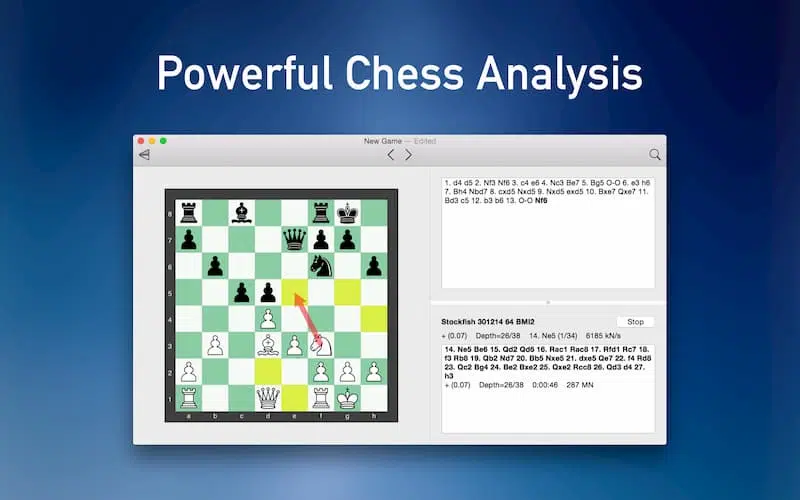 Powerful Chess Analysis
New Game — Edited
1. d4 d5 2. Nf3 Nf6 3. c4 e6 4. Nc3 Be7 5. Bg5 O-O 6. e3 h6
7. Bh4 Nbd7 8. cxd5 Nxd5 9. Nxd5 exd5 10. Bxe7 Qxe7 11.
Bd3 c5 12. b3 b6 13. O-O Nf6
8
7
6
5
4
3
2
1
a b c d e f g h
Stockfish 301214 64 BMI2
Stop
+ (0.07) Depth=26/38 14. Ne5 (1/34) 6185 kN/s
14. Ne5 Be6 15. Qd2 Qd6 16. Rac1 Rac8 17. Rfd1 Rc7 18.
f3 Rb8 19. Qb2 Nd7 20. Bb5 Nxe5 21. dxe5 Qe7 22. f4 Rd8
23. Qc2 Bg4 24. Be2 Bxe2 25. Qxe2 Rcc8 26. Qd3 d4 27.
h3
+ (0.07) Depth=26/38 0:00:46 287 MN